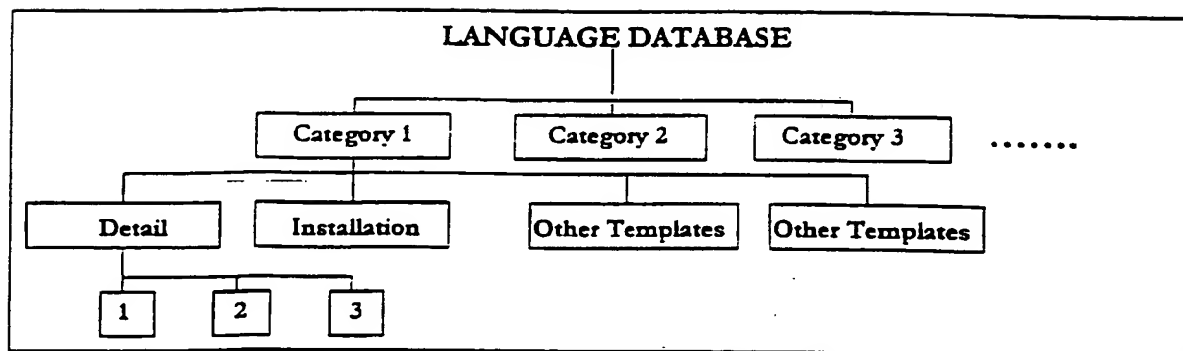 LANGUAGE DATABASE
Category 1 Category 2 Category 3 .......
Detail Installation Other Templates Other Templates
1 2 3